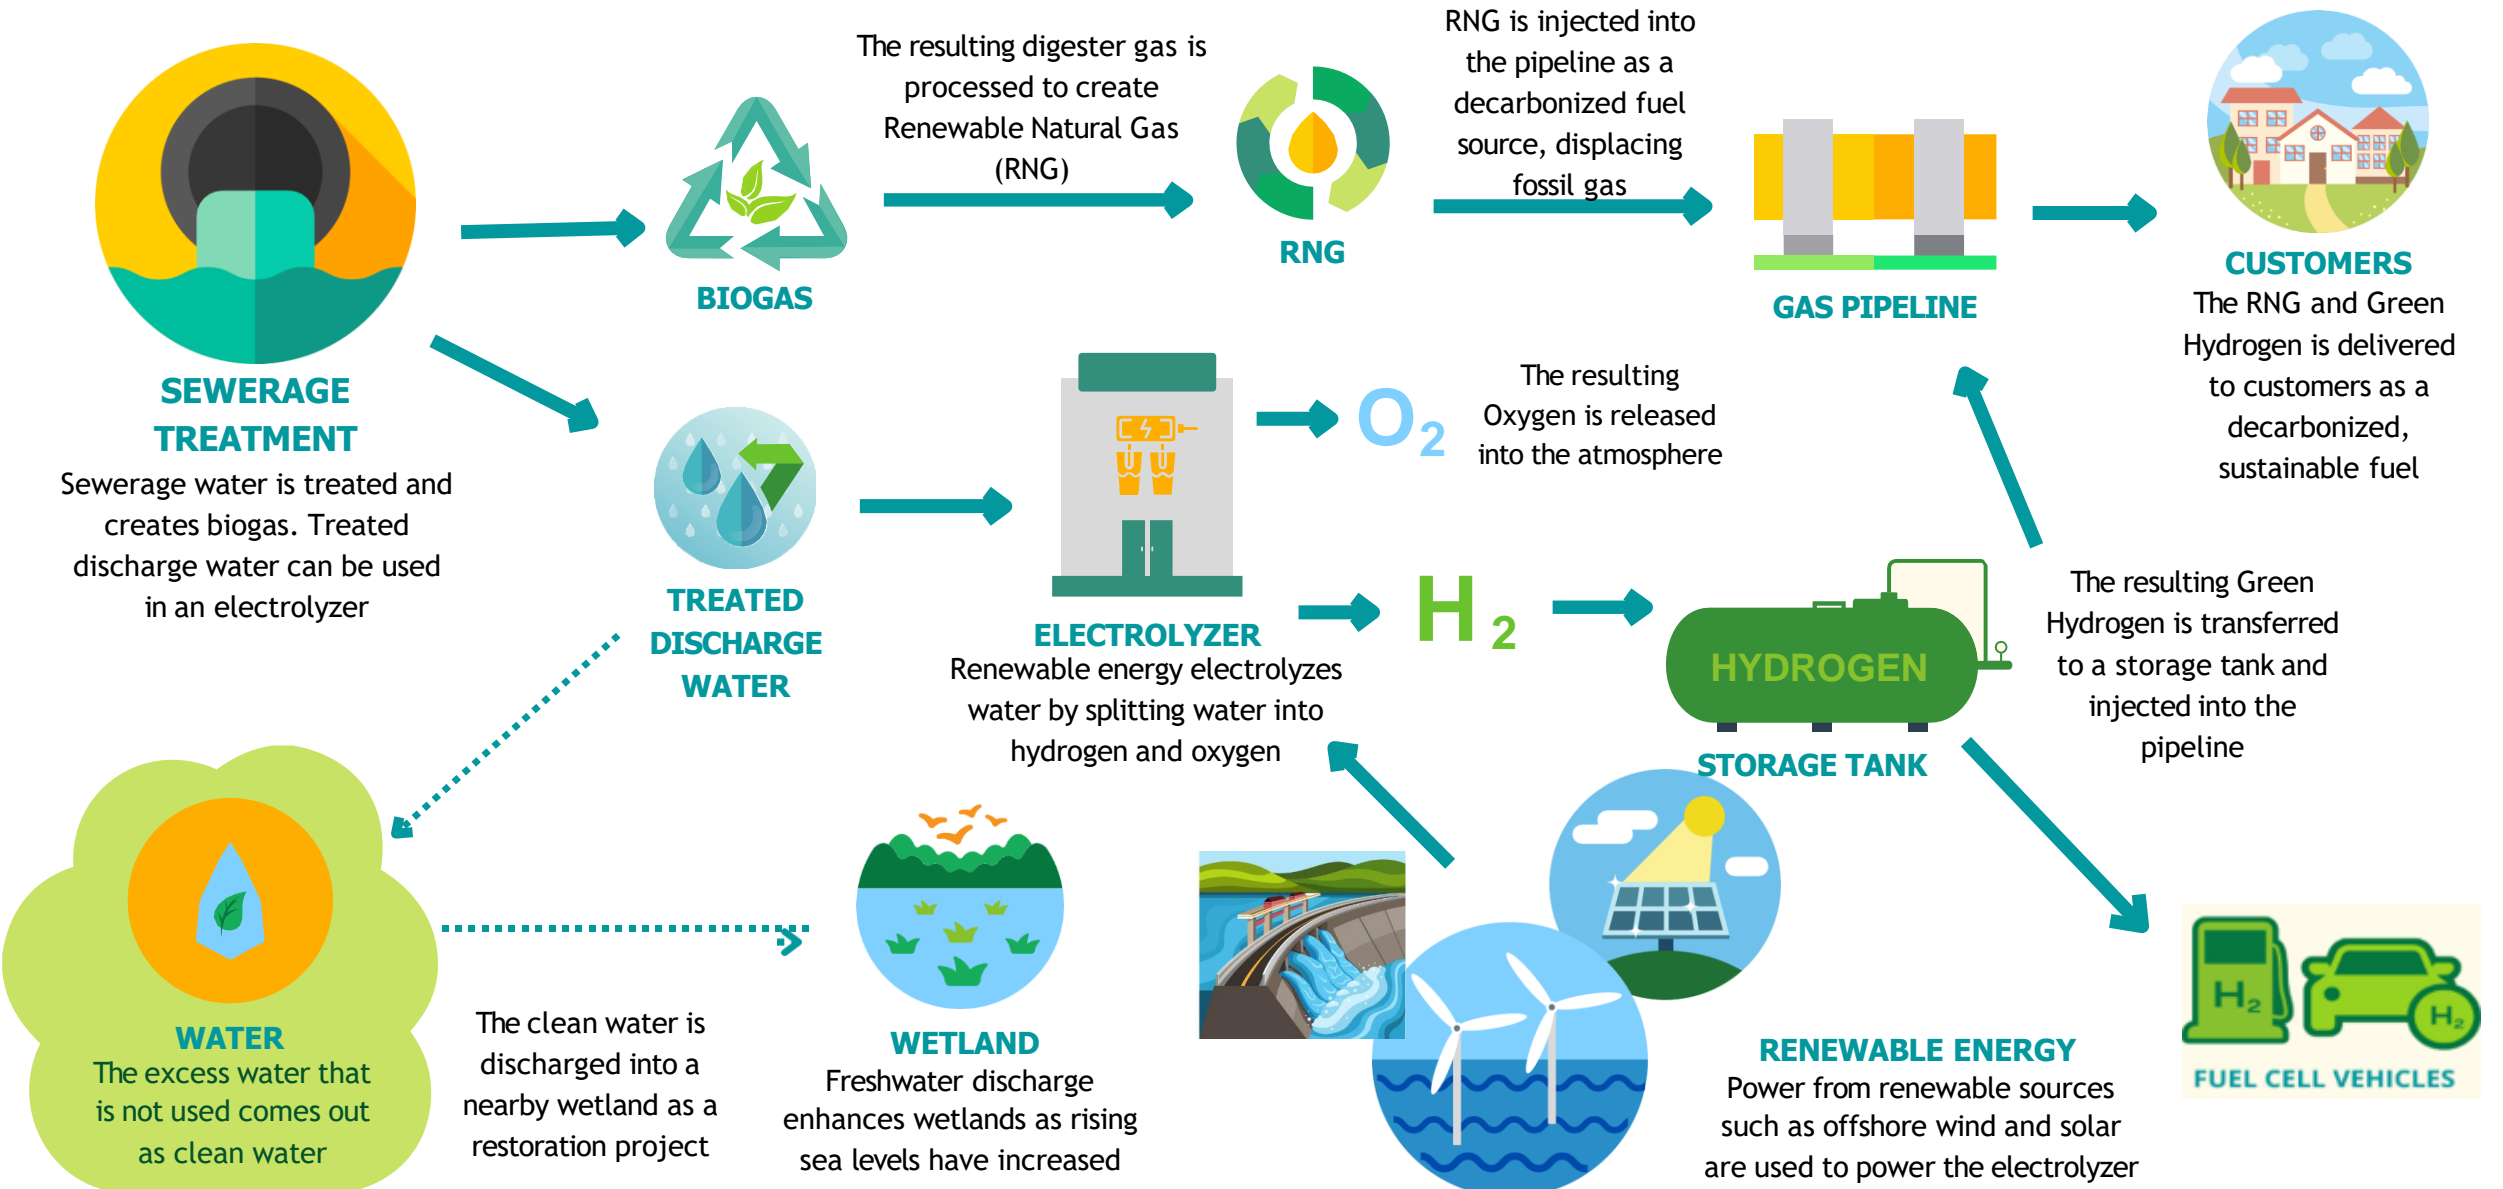 The resulting digester gas is
processed to create
Renewable Natural Gas
(RNG)
RNG is injected into
the pipeline as a
decarbonized fuel
source, displacing
fossil gas
BIOGAS
RNG
GAS PIPELINE
CUSTOMERS
The RNG and Green
Hydrogen is delivered
to customers as a
decarbonized,
sustainable fuel
SEWERAGE
TREATMENT
Sewerage water is treated and
creates biogas. Treated
discharge water can be used
in an electrolyzer
TREATED
DISCHARGE
WATER
ELECTROLYZER
Renewable energy electrolyzes
water by splitting water into
hydrogen and oxygen
O2
The resulting
Oxygen is released
into the atmosphere
H2
HYDROGEN
STORAGE TANK
The resulting Green
Hydrogen is transferred
to a storage tank and
injected into the
pipeline
WATER
The excess water that
is not used comes out
as clean water
The clean water is
discharged into a
nearby wetland as a
restoration project
WETLAND
Freshwater discharge
enhances wetlands as rising
sea levels have increased
RENEWABLE ENERGY
Power from renewable sources
such as offshore wind and solar
are used to power the electrolyzer
H2
H2
FUEL CELL VEHICLES